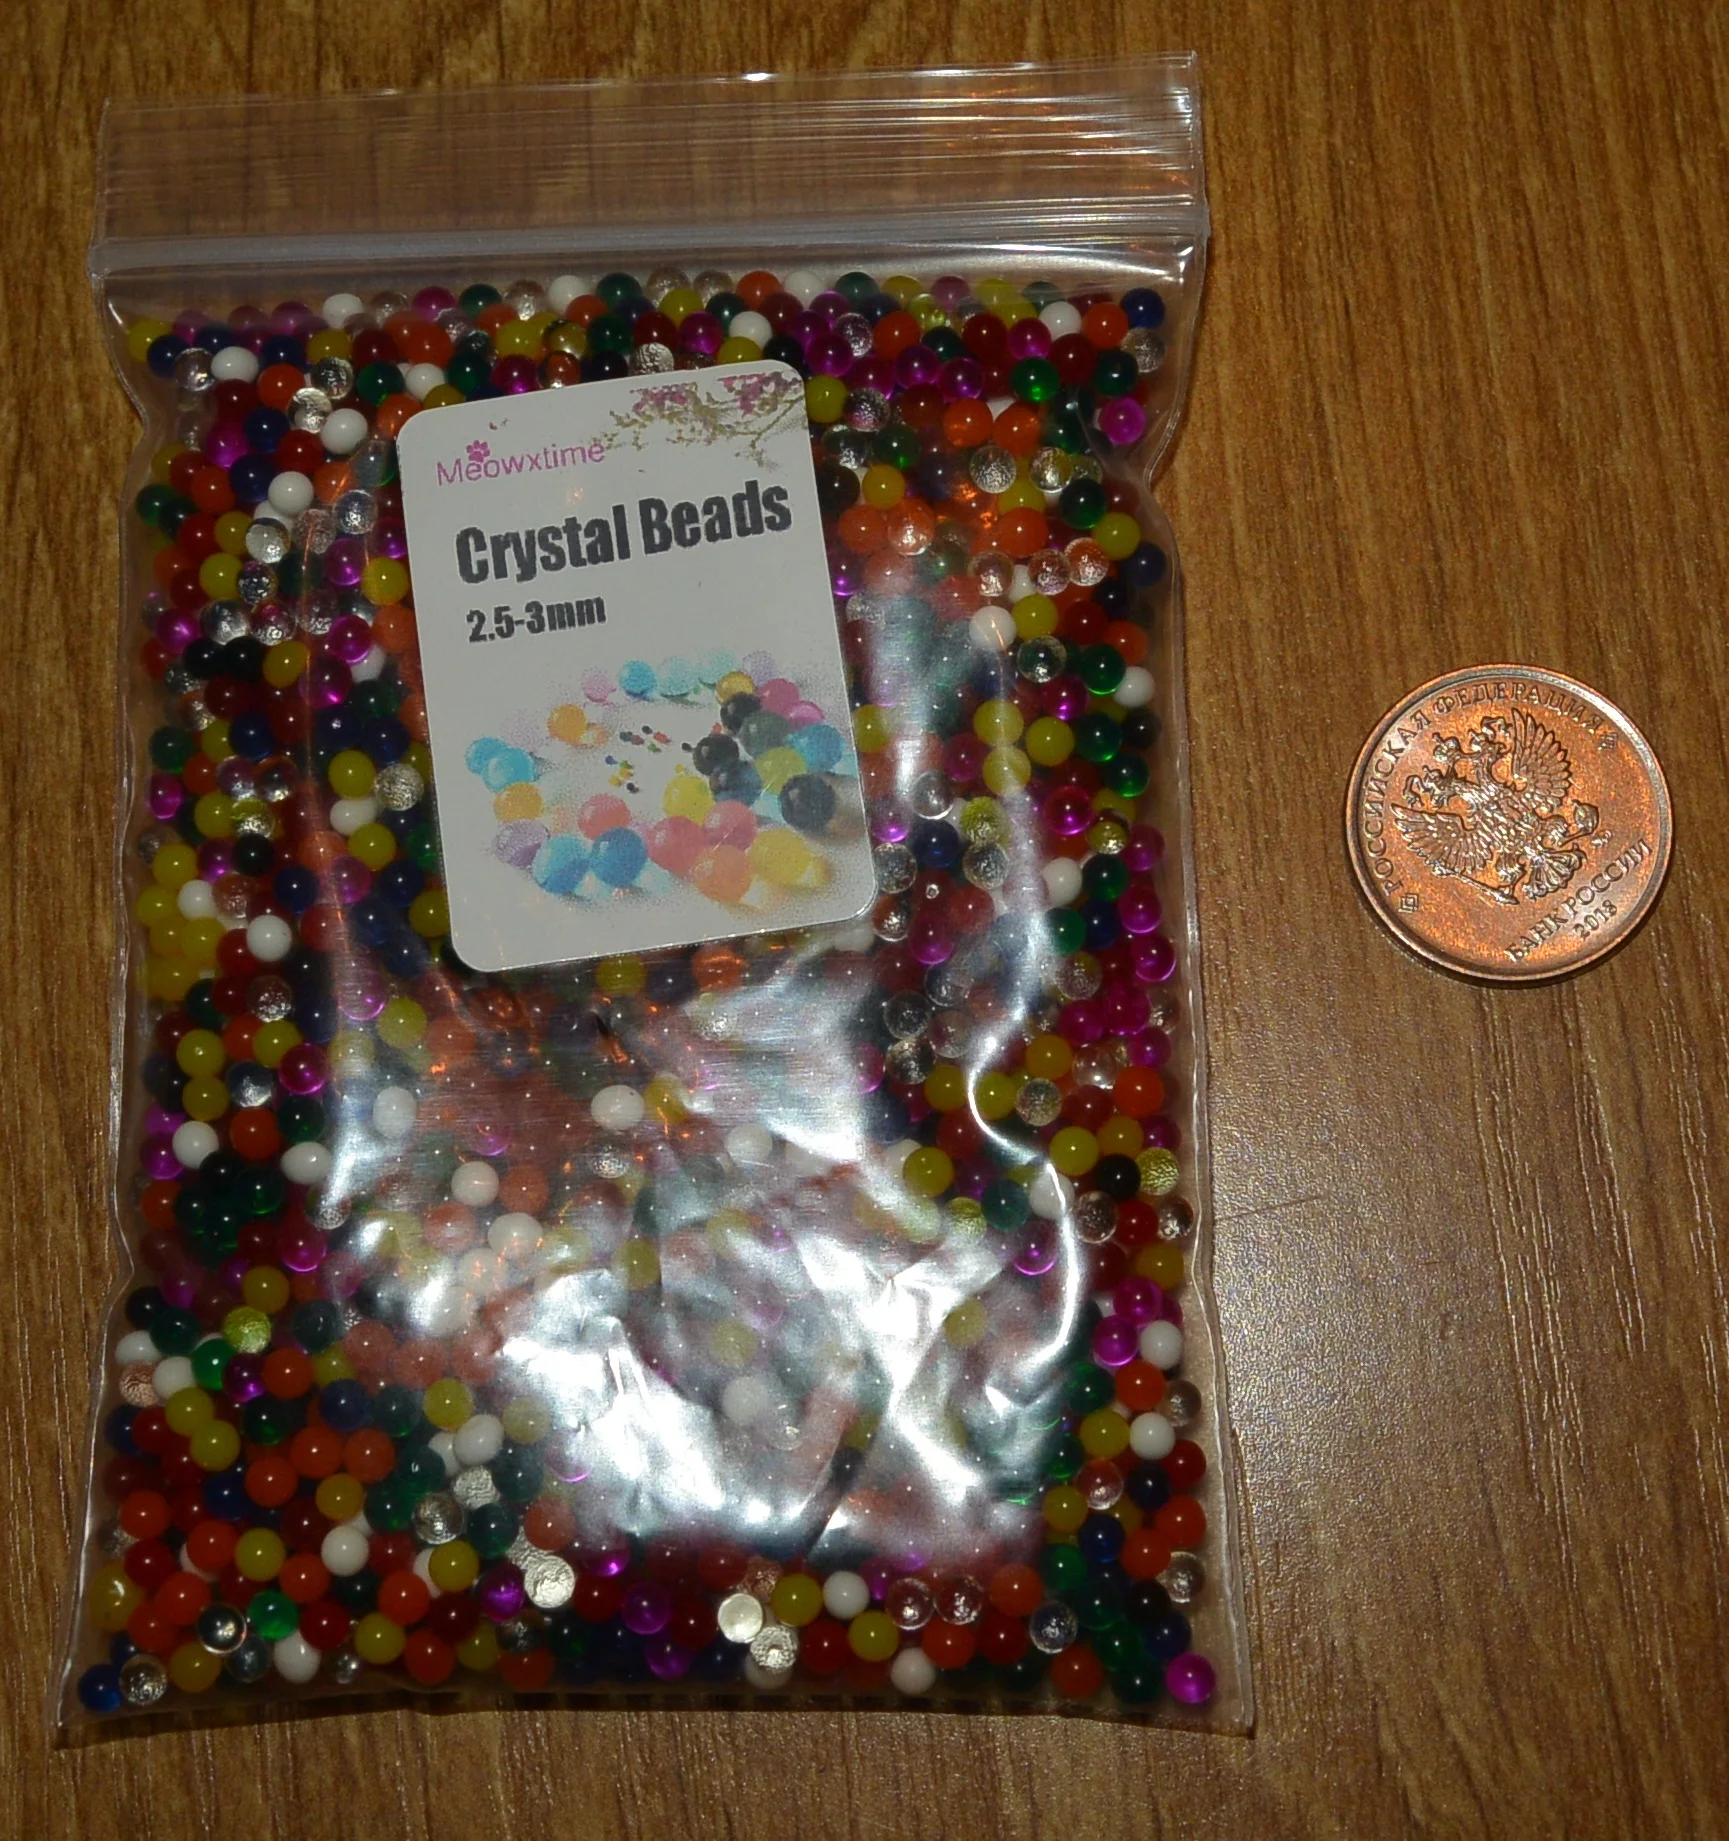 Meowxtime
Crystal Beads
2.5-3mm
РОССИЙСКАЯ ФЕДЕРАЦИЯ
БАНК РОССИИ
2018